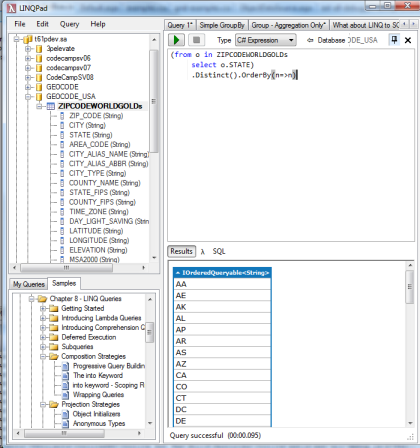 LINQPad
File Edit Query Help
t61pdev.sa
3pelevate
codecampsv06
codecampsv07
CodeCampSV08
GEOCODE
GEOCODE_USA
ZIPCODEWORLDGOLDs
ZIP_CODE (String)
CITY (String)
STATE (String)
AREA_CODE (String)
CITY_ALIAS_NAME (String)
CITY_ALIAS_ABBR (String)
CITY_TYPE (String)
COUNTY_NAME (String)
STATE_FIPS (String)
COUNTY_FIPS (String)
TIME_ZONE (String)
DAY_LIGHT_SAVING (Strin
LATITUDE (String)
LONGITUDE (String)
ELEVATION (String)
MSA2000 (String)
My Queries Samples
Chapter 8 - LINQ Queries
Getting Started
Introducing Lambda Queries
Introducing Comprehension Q
Deferred Execution
Subqueries
Composition Strategies
Progressive Query Buildin
The into Keyword
into keyword - Scoping R
Wrapping Queries
Projection Strategies
Object Initializers
Anonymous Types
Query 1* Simple GroupBy Group - Aggregation Only* What about LINQ to SC
Type C# Expression Database JDE_USA
(from o in ZIPCODEWORLDGOLDs
select o.STATE)
.Distinct().OrderBy(n=>n)
Results λ SQL
IOrderedQueryable<String>
AA
AE
AK
AL
AP
AR
AS
AZ
CA
CO
CT
DC
DE
Query successful (00:00.095)